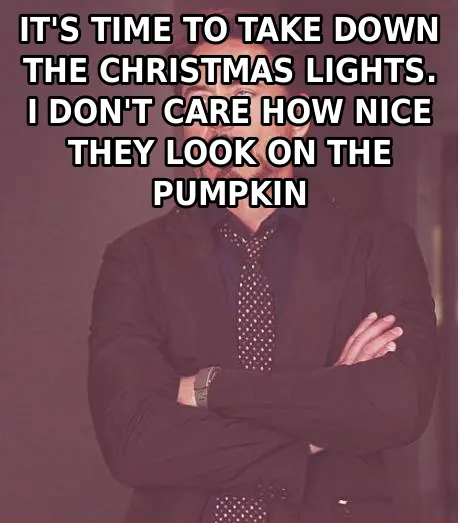 IT'S TIME TO TAKE DOWN
THE CHRISTMAS LIGHTS.
I DON'T CARE HOW NICE
THEY LOOK ON THE
PUMPKIN